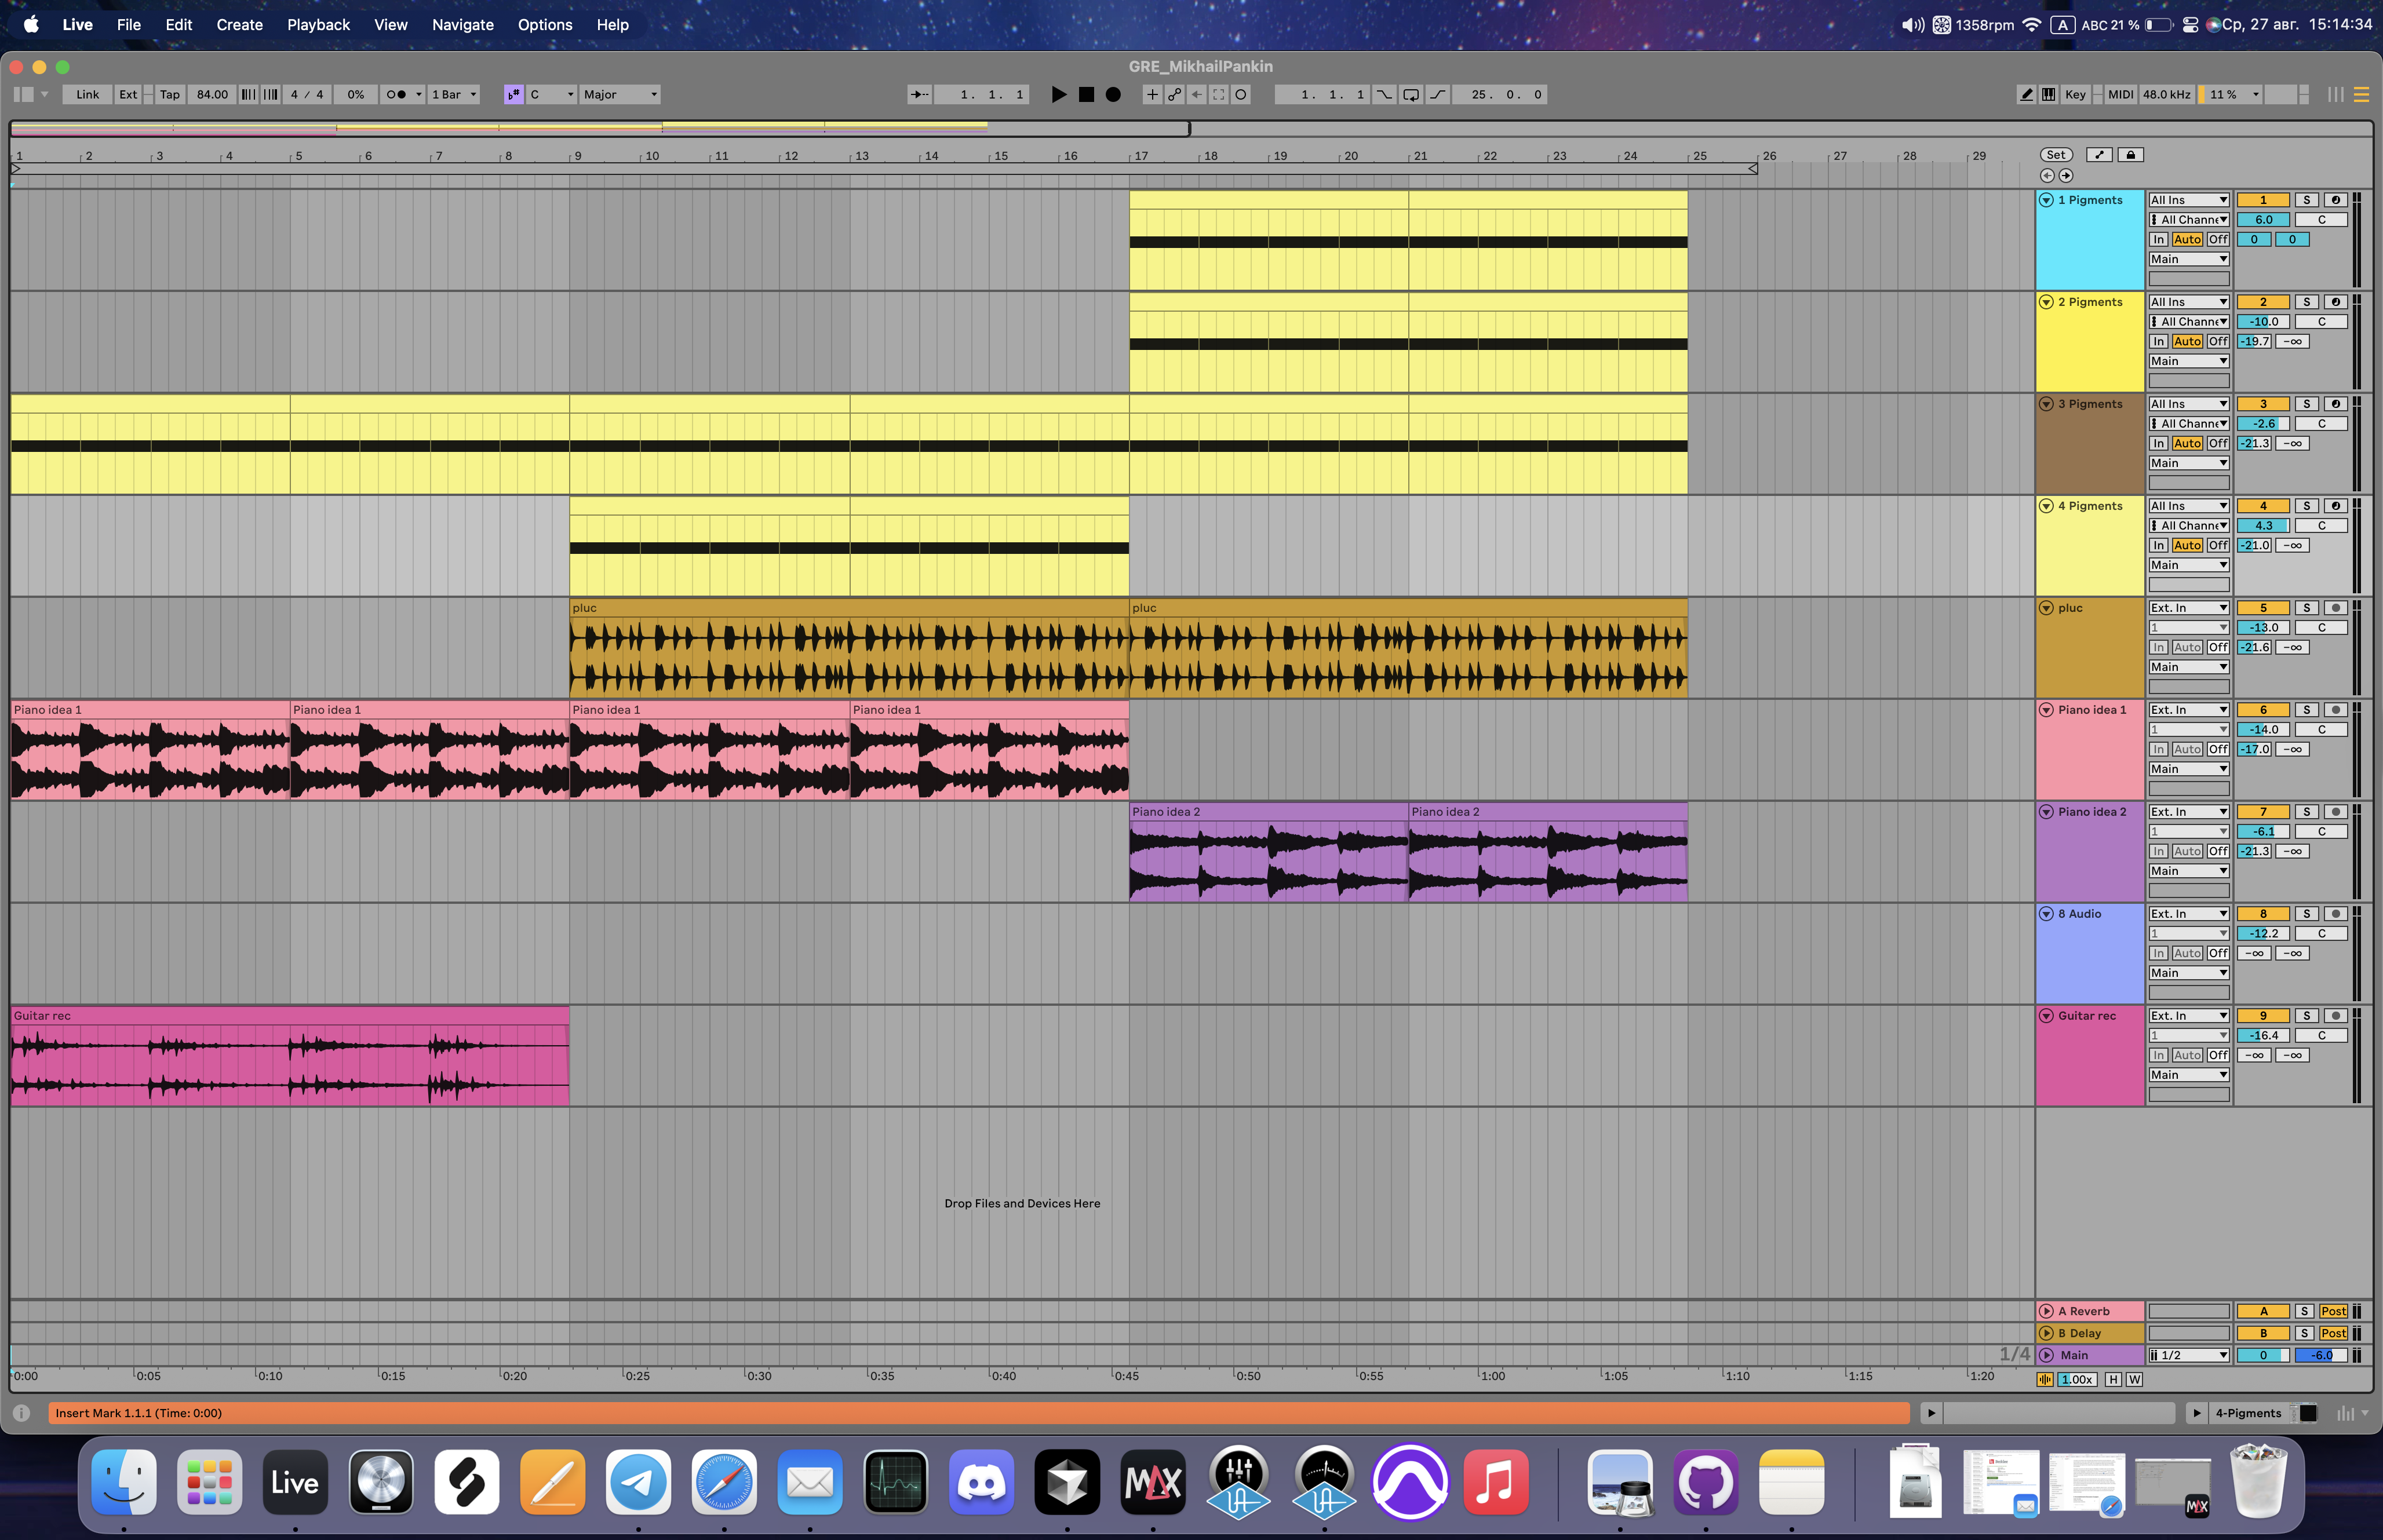 Live File Edit Create Playback View Navigate Options Help 1358rpm A ABC 21 % Ср, 27 авг. 15:14:34
GRE_MikhailPankin
Link Ext Tap 84.00 4 / 4 0% 1 Bar C Major 1. 1. 1 1. 1. 1 25. 0. 0 Key MIDI 48.0 kHz 11 %
1 2 3 4 5 6 7 8 9 10 11 12 13 14 15 16 17 18 19 20 21 22 23 24 25 26 27 28 29 Set
1 Pigments All Ins 1 S
All Channe 6.0 C
In Auto Off 0 0
Main
2 Pigments All Ins 2 S
All Channe -10.0 C
In Auto Off -19.7 -∞
Main
3 Pigments All Ins 3 S
All Channe -2.6 C
In Auto Off -21.3 -∞
Main
4 Pigments All Ins 4 S
All Channe 4.3 C
In Auto Off -21.0 -∞
Main
pluc pluc pluc Ext. In 5 S
1 -13.0 C
In Auto Off -21.6 -∞
Main
Piano idea 1 Piano idea 1 Piano idea 1 Piano idea 1 Piano idea 1 Ext. In 6 S
1 -14.0 C
In Auto Off -17.0 -∞
Main
Piano idea 2 Piano idea 2 Piano idea 2 Ext. In 7 S
1 -6.1 C
In Auto Off -21.3 -∞
Main
8 Audio Ext. In 8 S
1 -12.2 C
In Auto Off -∞ -∞
Main
Guitar rec Guitar rec Ext. In 9 S
1 -16.4 C
In Auto Off -∞ -∞
Main
Drop Files and Devices Here
A Reverb A S Post
B Delay B S Post
1/4 Main 1/2 0 -6.0
0:00 0:05 0:10 0:15 0:20 0:25 0:30 0:35 0:40 0:45 0:50 0:55 1:00 1:05 1:10 1:15 1:20 1.00x H W
Insert Mark 1.1.1 (Time: 0:00) 4-Pigments
Live MAX UA UA MAX